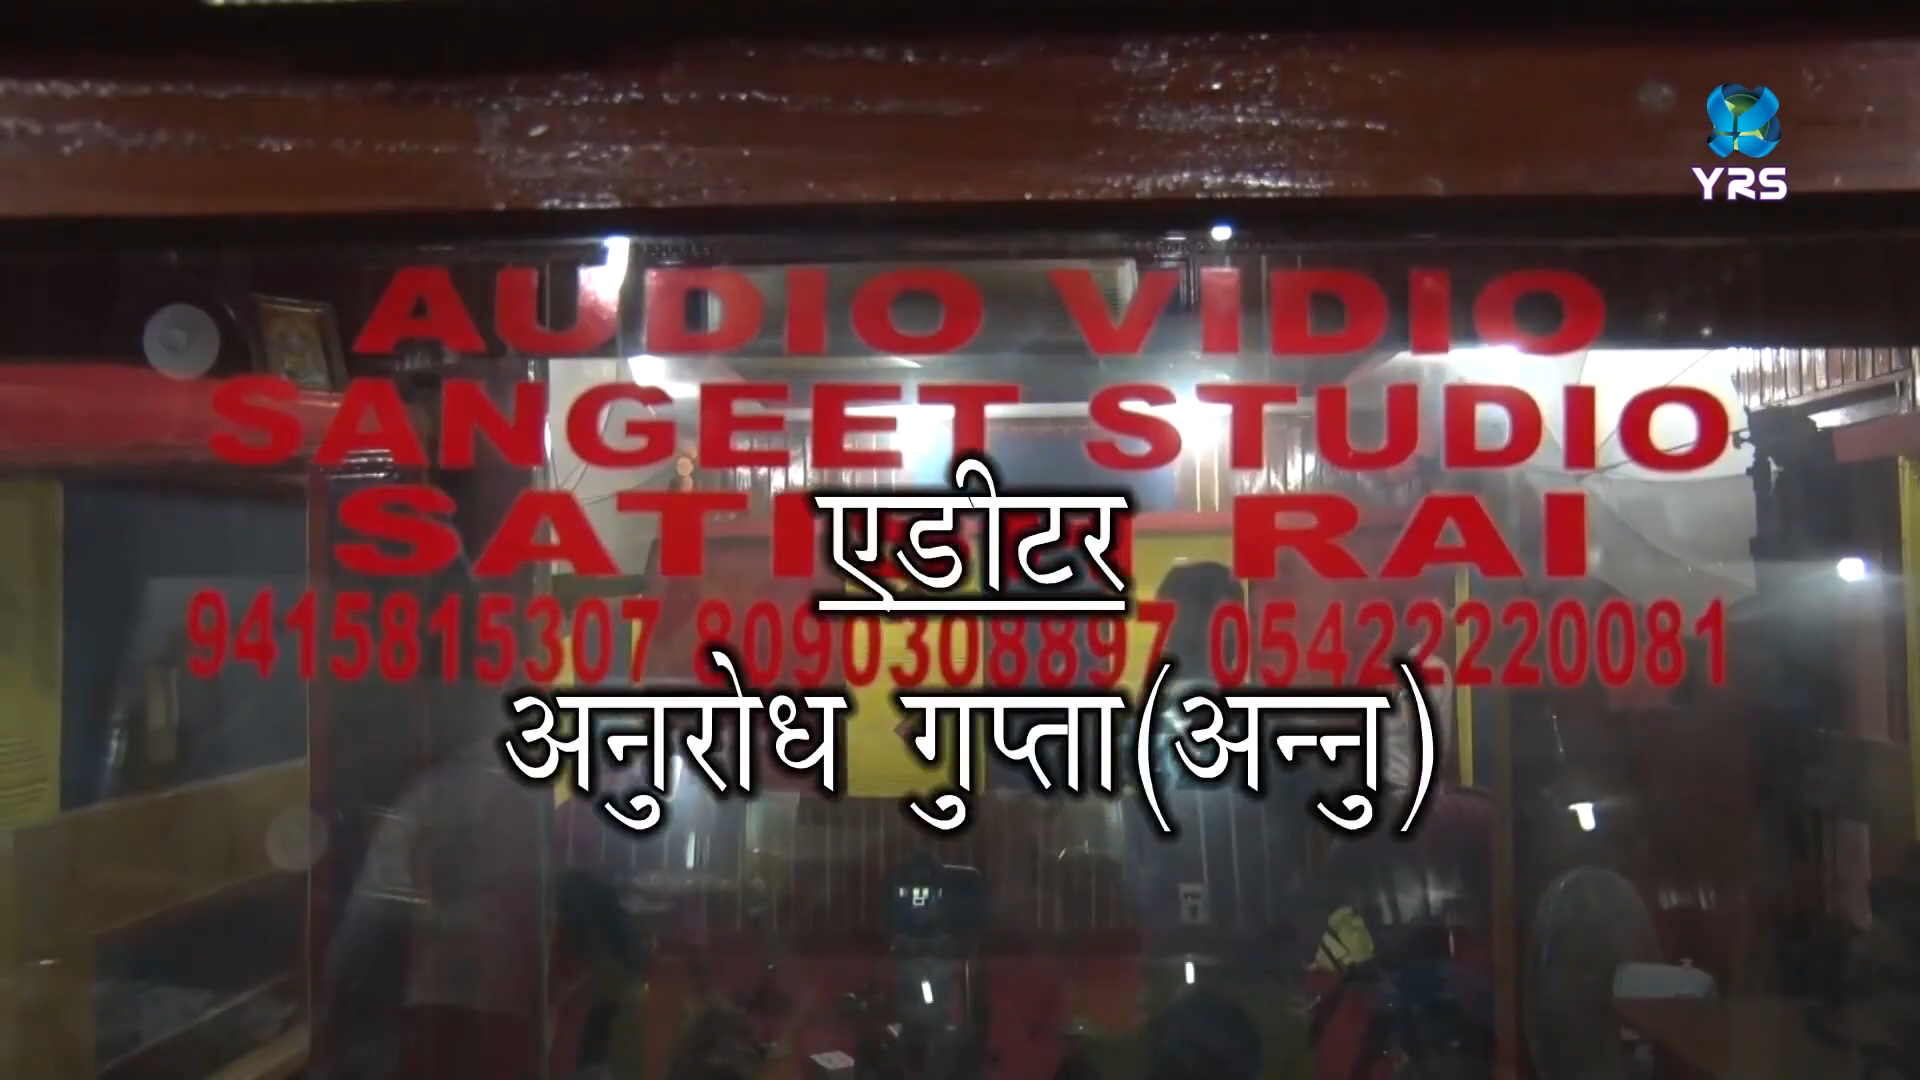 YRS
AUDIO VIDIO
SANGEET STUDIO
RAI
एडीटर
9415815307 8090308897 05422220081
अनुरोध गुप्ता(अन्नु)